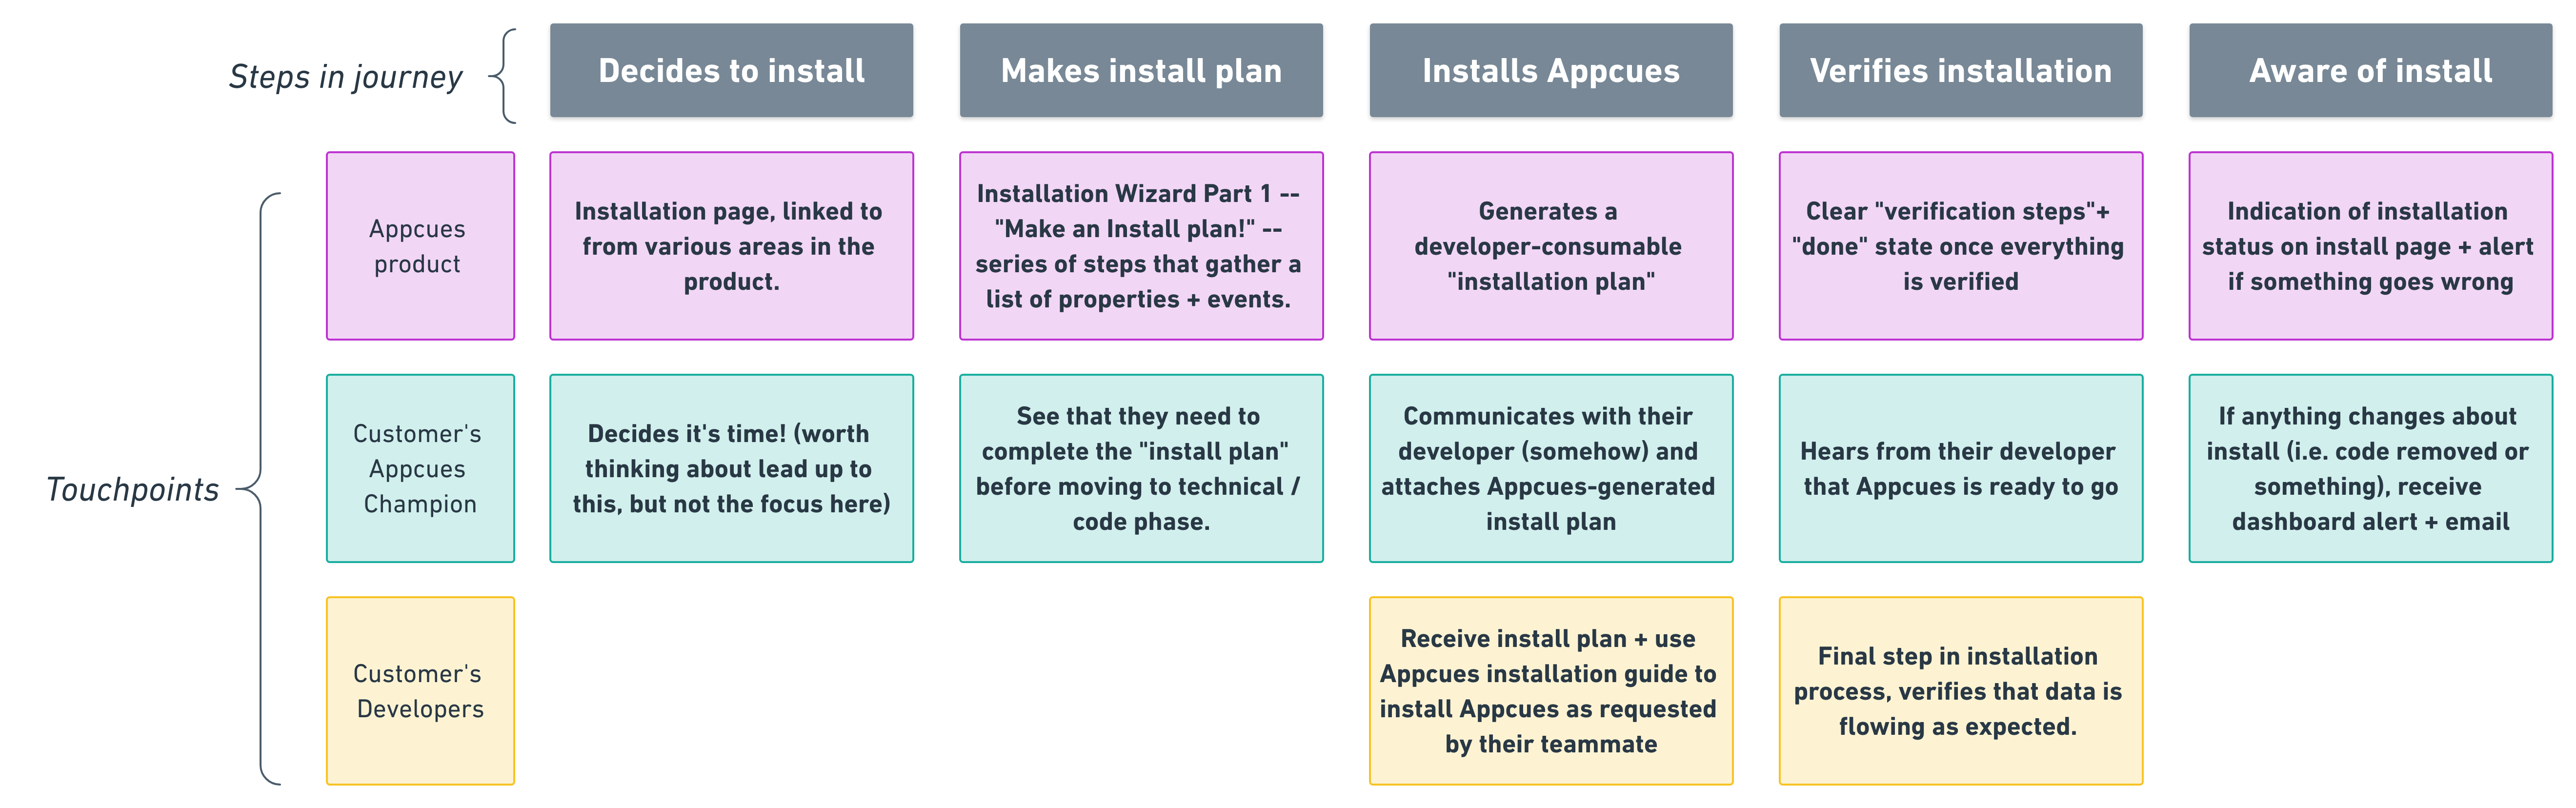 Steps in journey
Decides to install
Makes install plan
Installs Appcues
Verifies installation
Aware of install
Touchpoints
Appcues
product
Installation page, linked to
from various areas in the
product.
Installation Wizard Part 1 --
"Make an Install plan!" --
series of steps that gather a
list of properties + events.
Generates a
developer-consumable
"installation plan"
Clear "verification steps"+
"done" state once everything
is verified
Indication of installation
status on install page + alert
if something goes wrong
Customer's
Appcues
Champion
Decides it's time! (worth
thinking about lead up to
this, but not the focus here)
See that they need to
complete the "install plan"
before moving to technical /
code phase.
Communicates with their
developer (somehow) and
attaches Appcues-generated
install plan
Hears from their developer
that Appcues is ready to go
If anything changes about
install (i.e. code removed or
something), receive
dashboard alert + email
Customer's
Developers
Receive install plan + use
Appcues installation guide to
install Appcues as requested
by their teammate
Final step in installation
process, verifies that data is
flowing as expected.